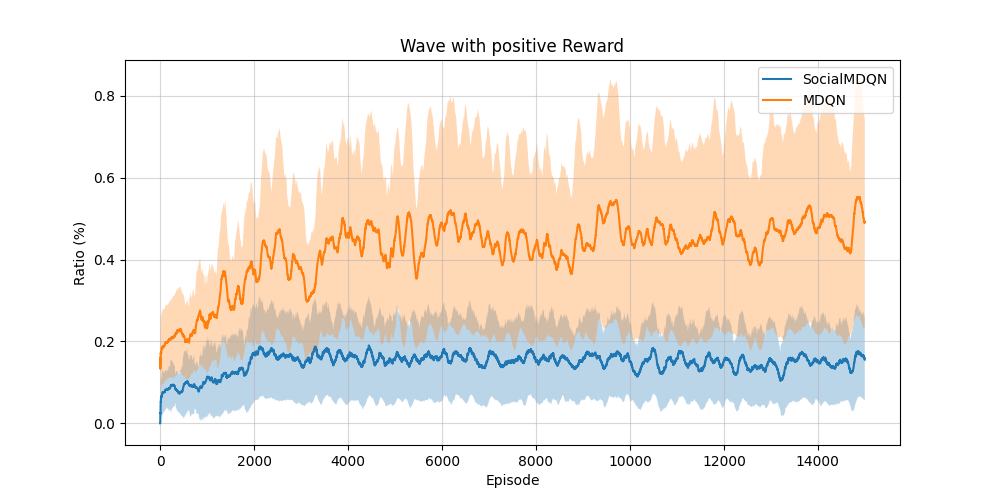 Wave with positive Reward
SocialMDQN
MDQN
Ratio (%)
0.8
0.6
0.4
0.2
0.0
0 2000 4000 6000 8000 10000 12000 14000
Episode